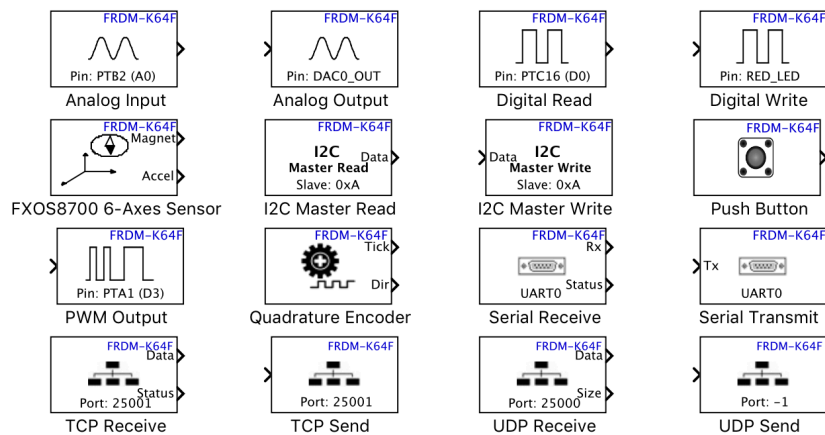 FRDM-K64F
Pin: PTB2 (A0)
Analog Input
FRDM-K64F
Pin: DAC0_OUT
Analog Output
FRDM-K64F
Pin: PTC16 (D0)
Digital Read
FRDM-K64F
Pin: RED_LED
Digital Write
FRDM-K64F
Magnet
Accel
FXOS8700 6-Axes Sensor
FRDM-K64F
I2C
Data
Master Read
Slave: 0xA
I2C Master Read
FRDM-K64F
I2C
Data
Master Write
Slave: 0xA
I2C Master Write
FRDM-K64F
Push Button
FRDM-K64F
Pin: PTA1 (D3)
PWM Output
FRDM-K64F
Tick
Dir
Quadrature Encoder
FRDM-K64F
Rx
Status
UART0
Serial Receive
FRDM-K64F
Tx
UART0
Serial Transmit
FRDM-K64F
Data
Status
Port: 25001
TCP Receive
FRDM-K64F
Port: 25001
TCP Send
FRDM-K64F
Data
Size
Port: 25000
UDP Receive
FRDM-K64F
Port: -1
UDP Send